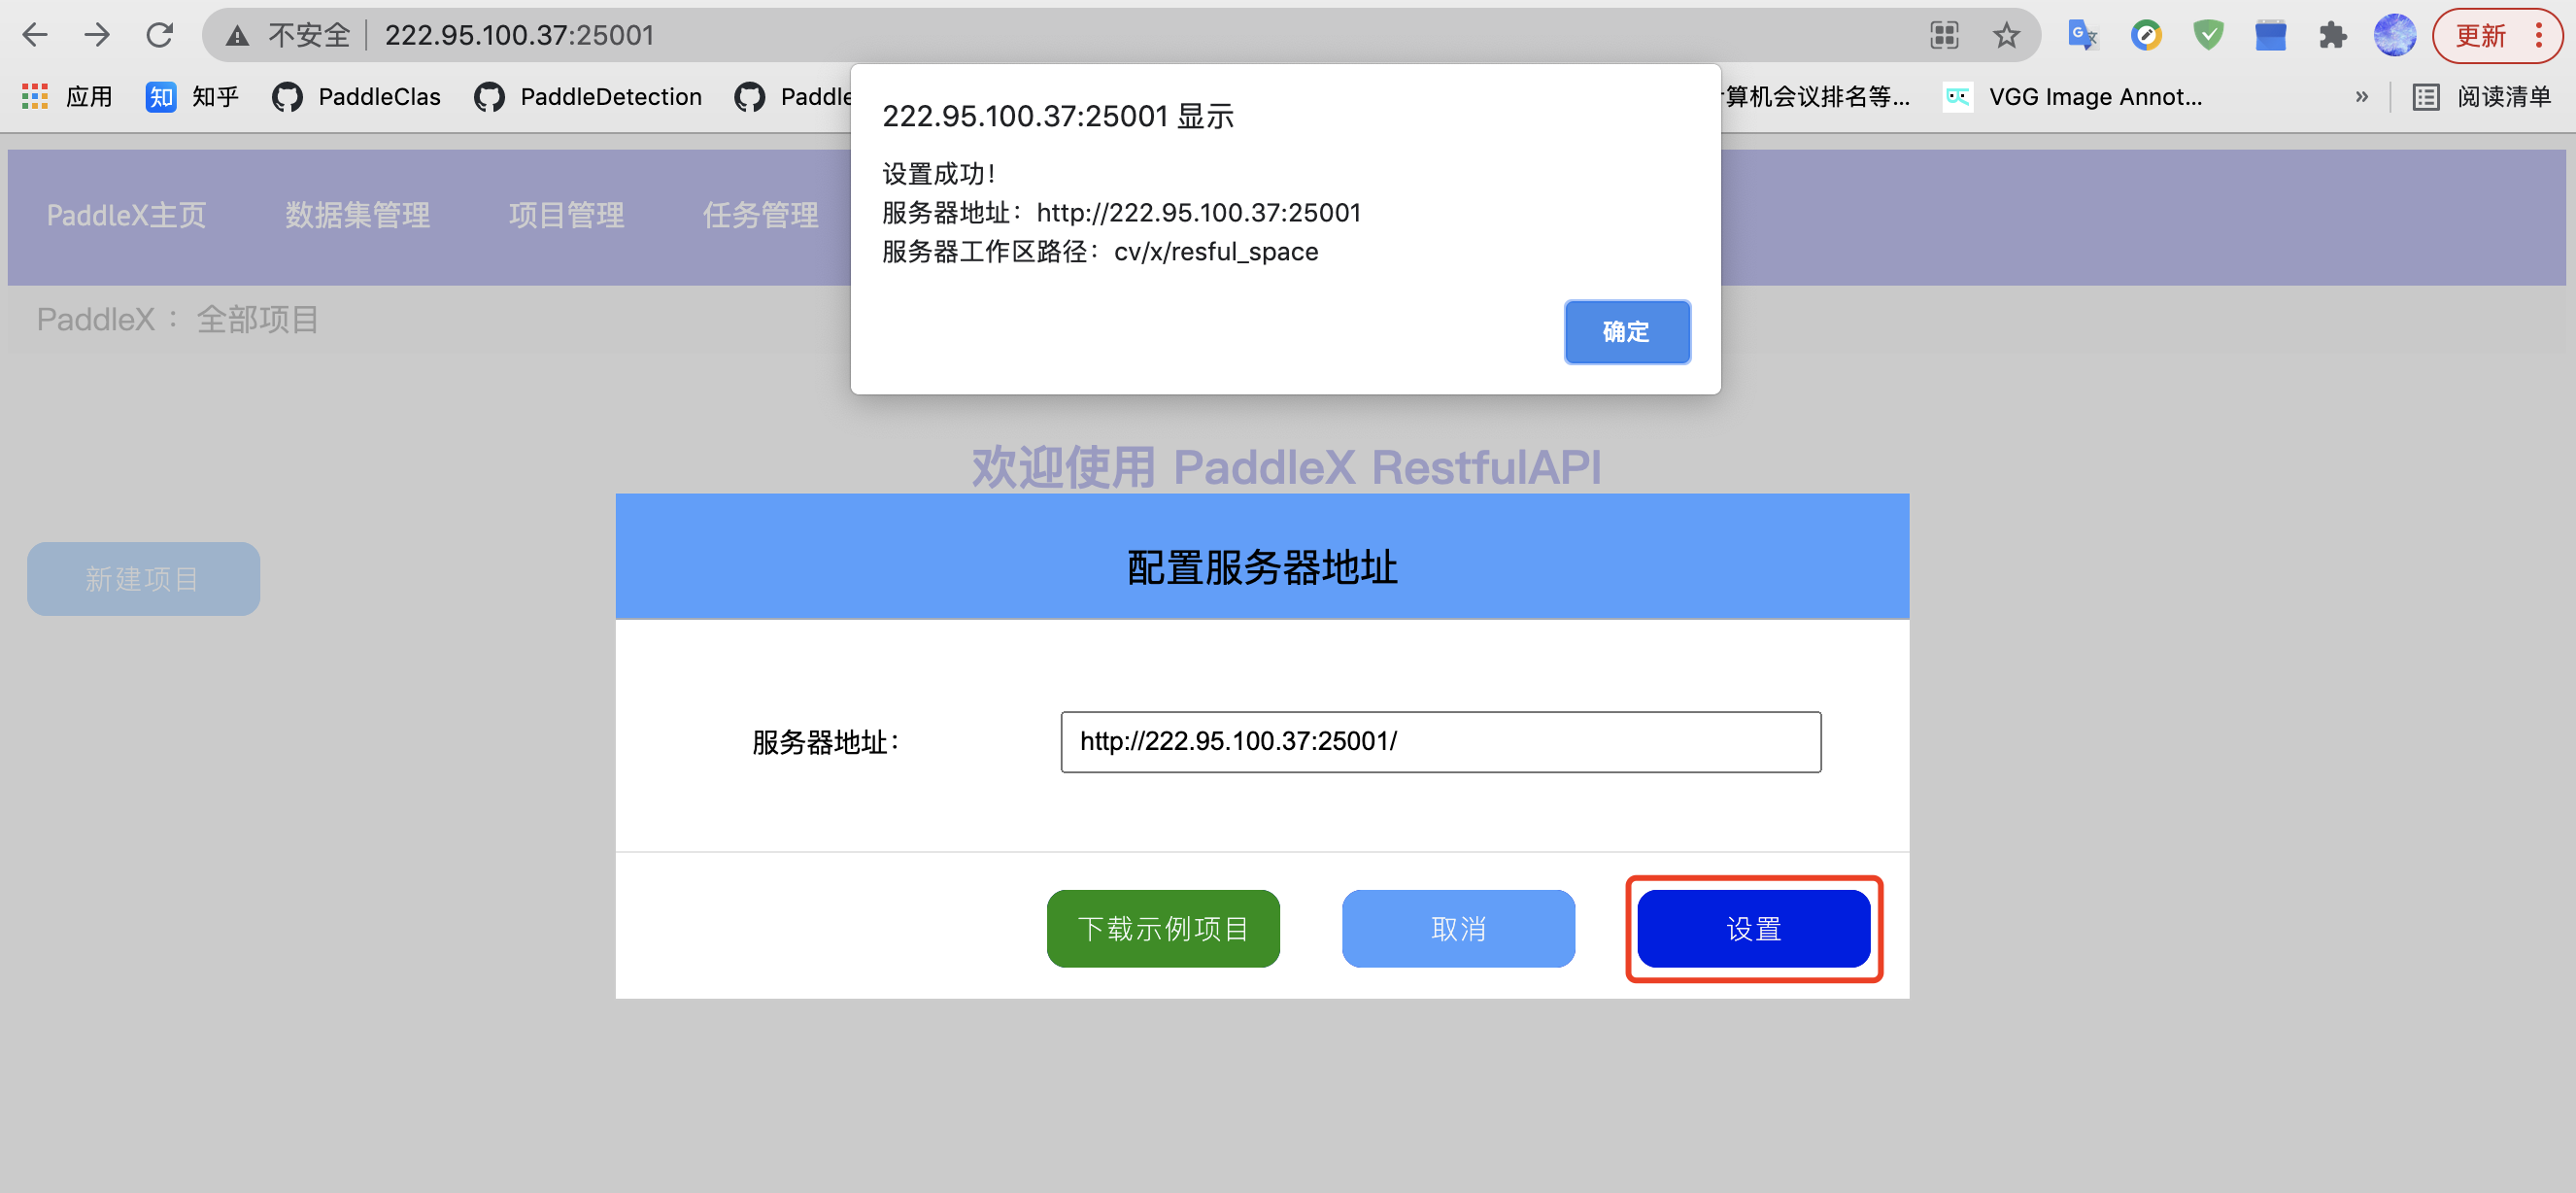 不安全 | 222.95.100.37:25001
更新
应用 知乎 PaddleClas PaddleDetection Paddle
算机会议排名等... VGG Image Annot... » 阅读清单
222.95.100.37:25001 显示
设置成功！
服务器地址：http://222.95.100.37:25001
服务器工作区路径：cv/x/resful_space
确定
PaddleX主页 数据集管理 项目管理 任务管理
PaddleX ： 全部项目
欢迎使用 PaddleX RestfulAPI
新建项目
配置服务器地址
服务器地址： http://222.95.100.37:25001/
下载示例项目 取消 设置